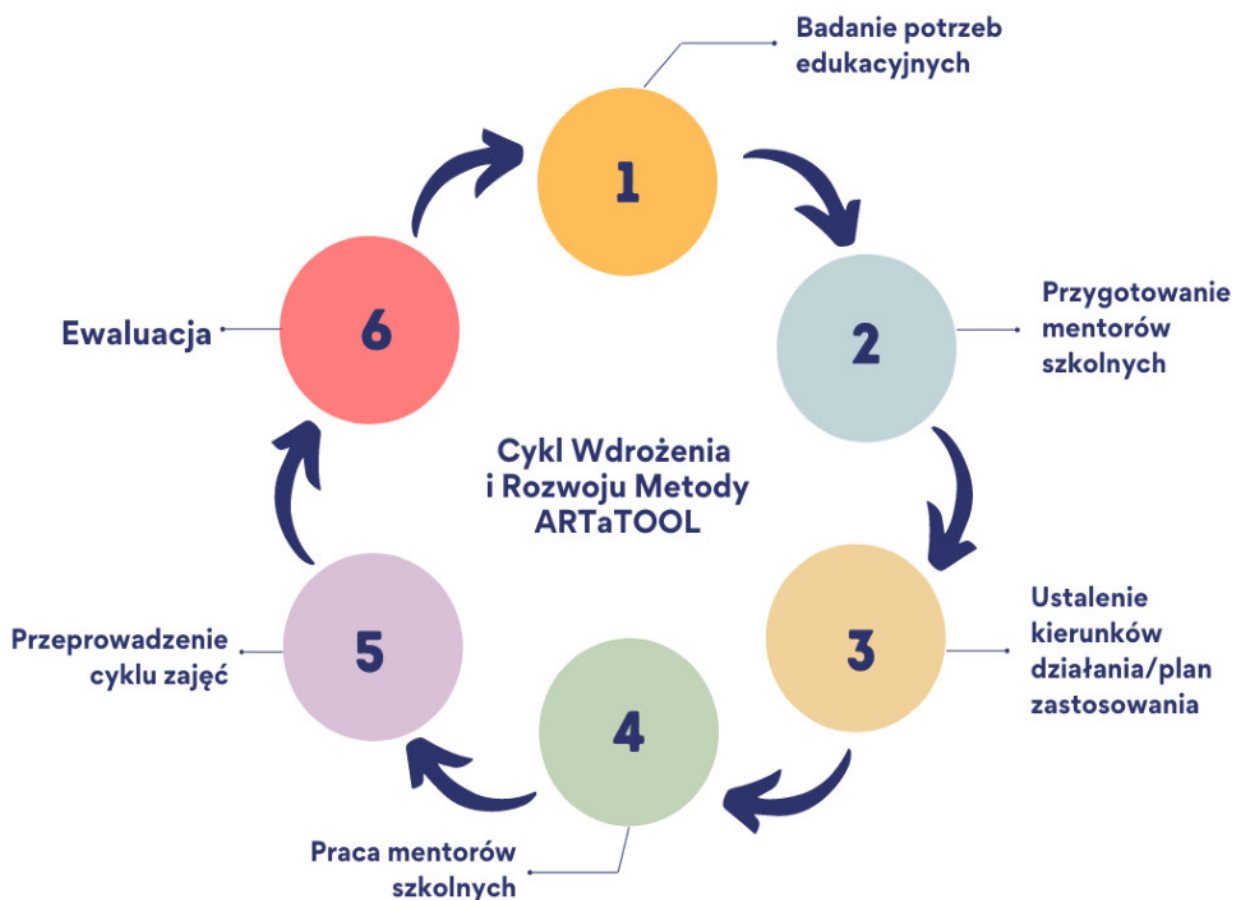 Badanie potrzeb
edukacyjnych
1
2
Przygotowanie
mentorów
szkolnych
3
Ustalenie
kierunków
działania/plan
zastosowania
4
Praca mentorów
szkolnych
5
Przeprowadzenie
cyklu zajęć
6
Ewaluacja
Cykl Wdrożenia
i Rozwoju Metody
ARTaTOOL